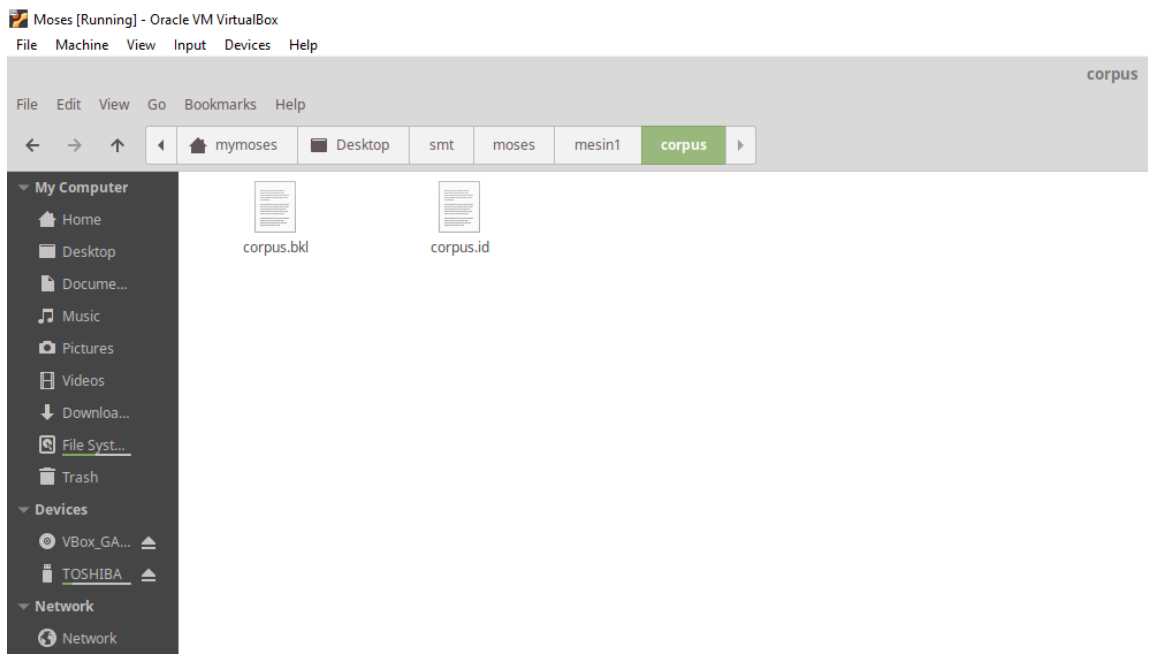 Moses [Running] - Oracle VM VirtualBox
File Machine View Input Devices Help
corpus
File Edit View Go Bookmarks Help
mymoses Desktop smt moses mesin1 corpus
My Computer
Home
Desktop
Docume...
Music
Pictures
Videos
Downloa...
File Syst...
Trash
Devices
VBox_GA...
TOSHIBA
Network
Network
corpus.bkl corpus.id